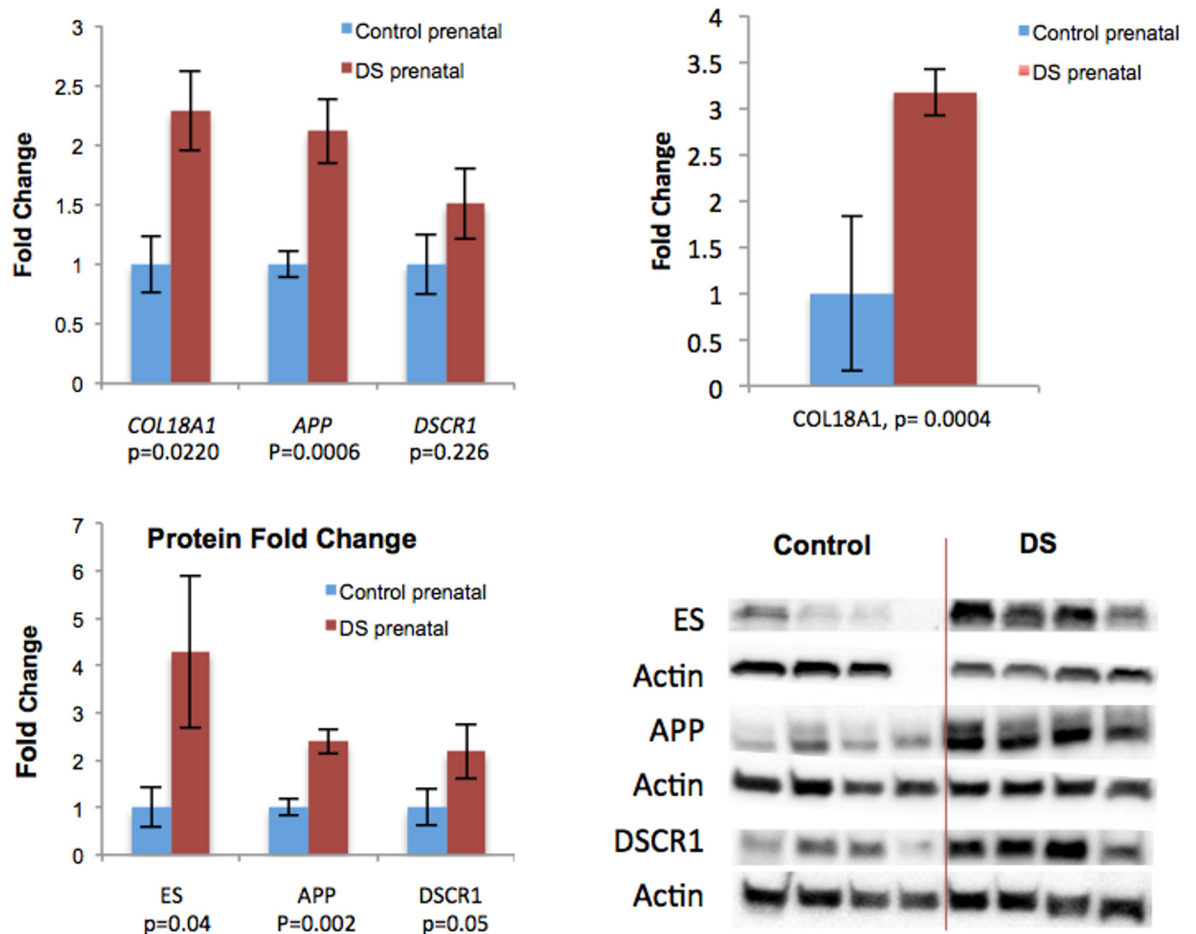 Control prenatal
DS prenatal
Fold Change
3
2.5
2
1.5
1
0.5
0
COL18A1 APP DSCR1
p=0.0220 P=0.0006 p=0.226
Control prenatal
DS prenatal
Fold Change
4
3.5
3
2.5
2
1.5
1
0.5
0
COL18A1, p= 0.0004
Protein Fold Change
Control prenatal
DS prenatal
Fold Change
7
6
5
4
3
2
1
0
ES APP DSCR1
p=0.04 P=0.002 p=0.05
Control DS
ES
Actin
APP
Actin
DSCR1
Actin